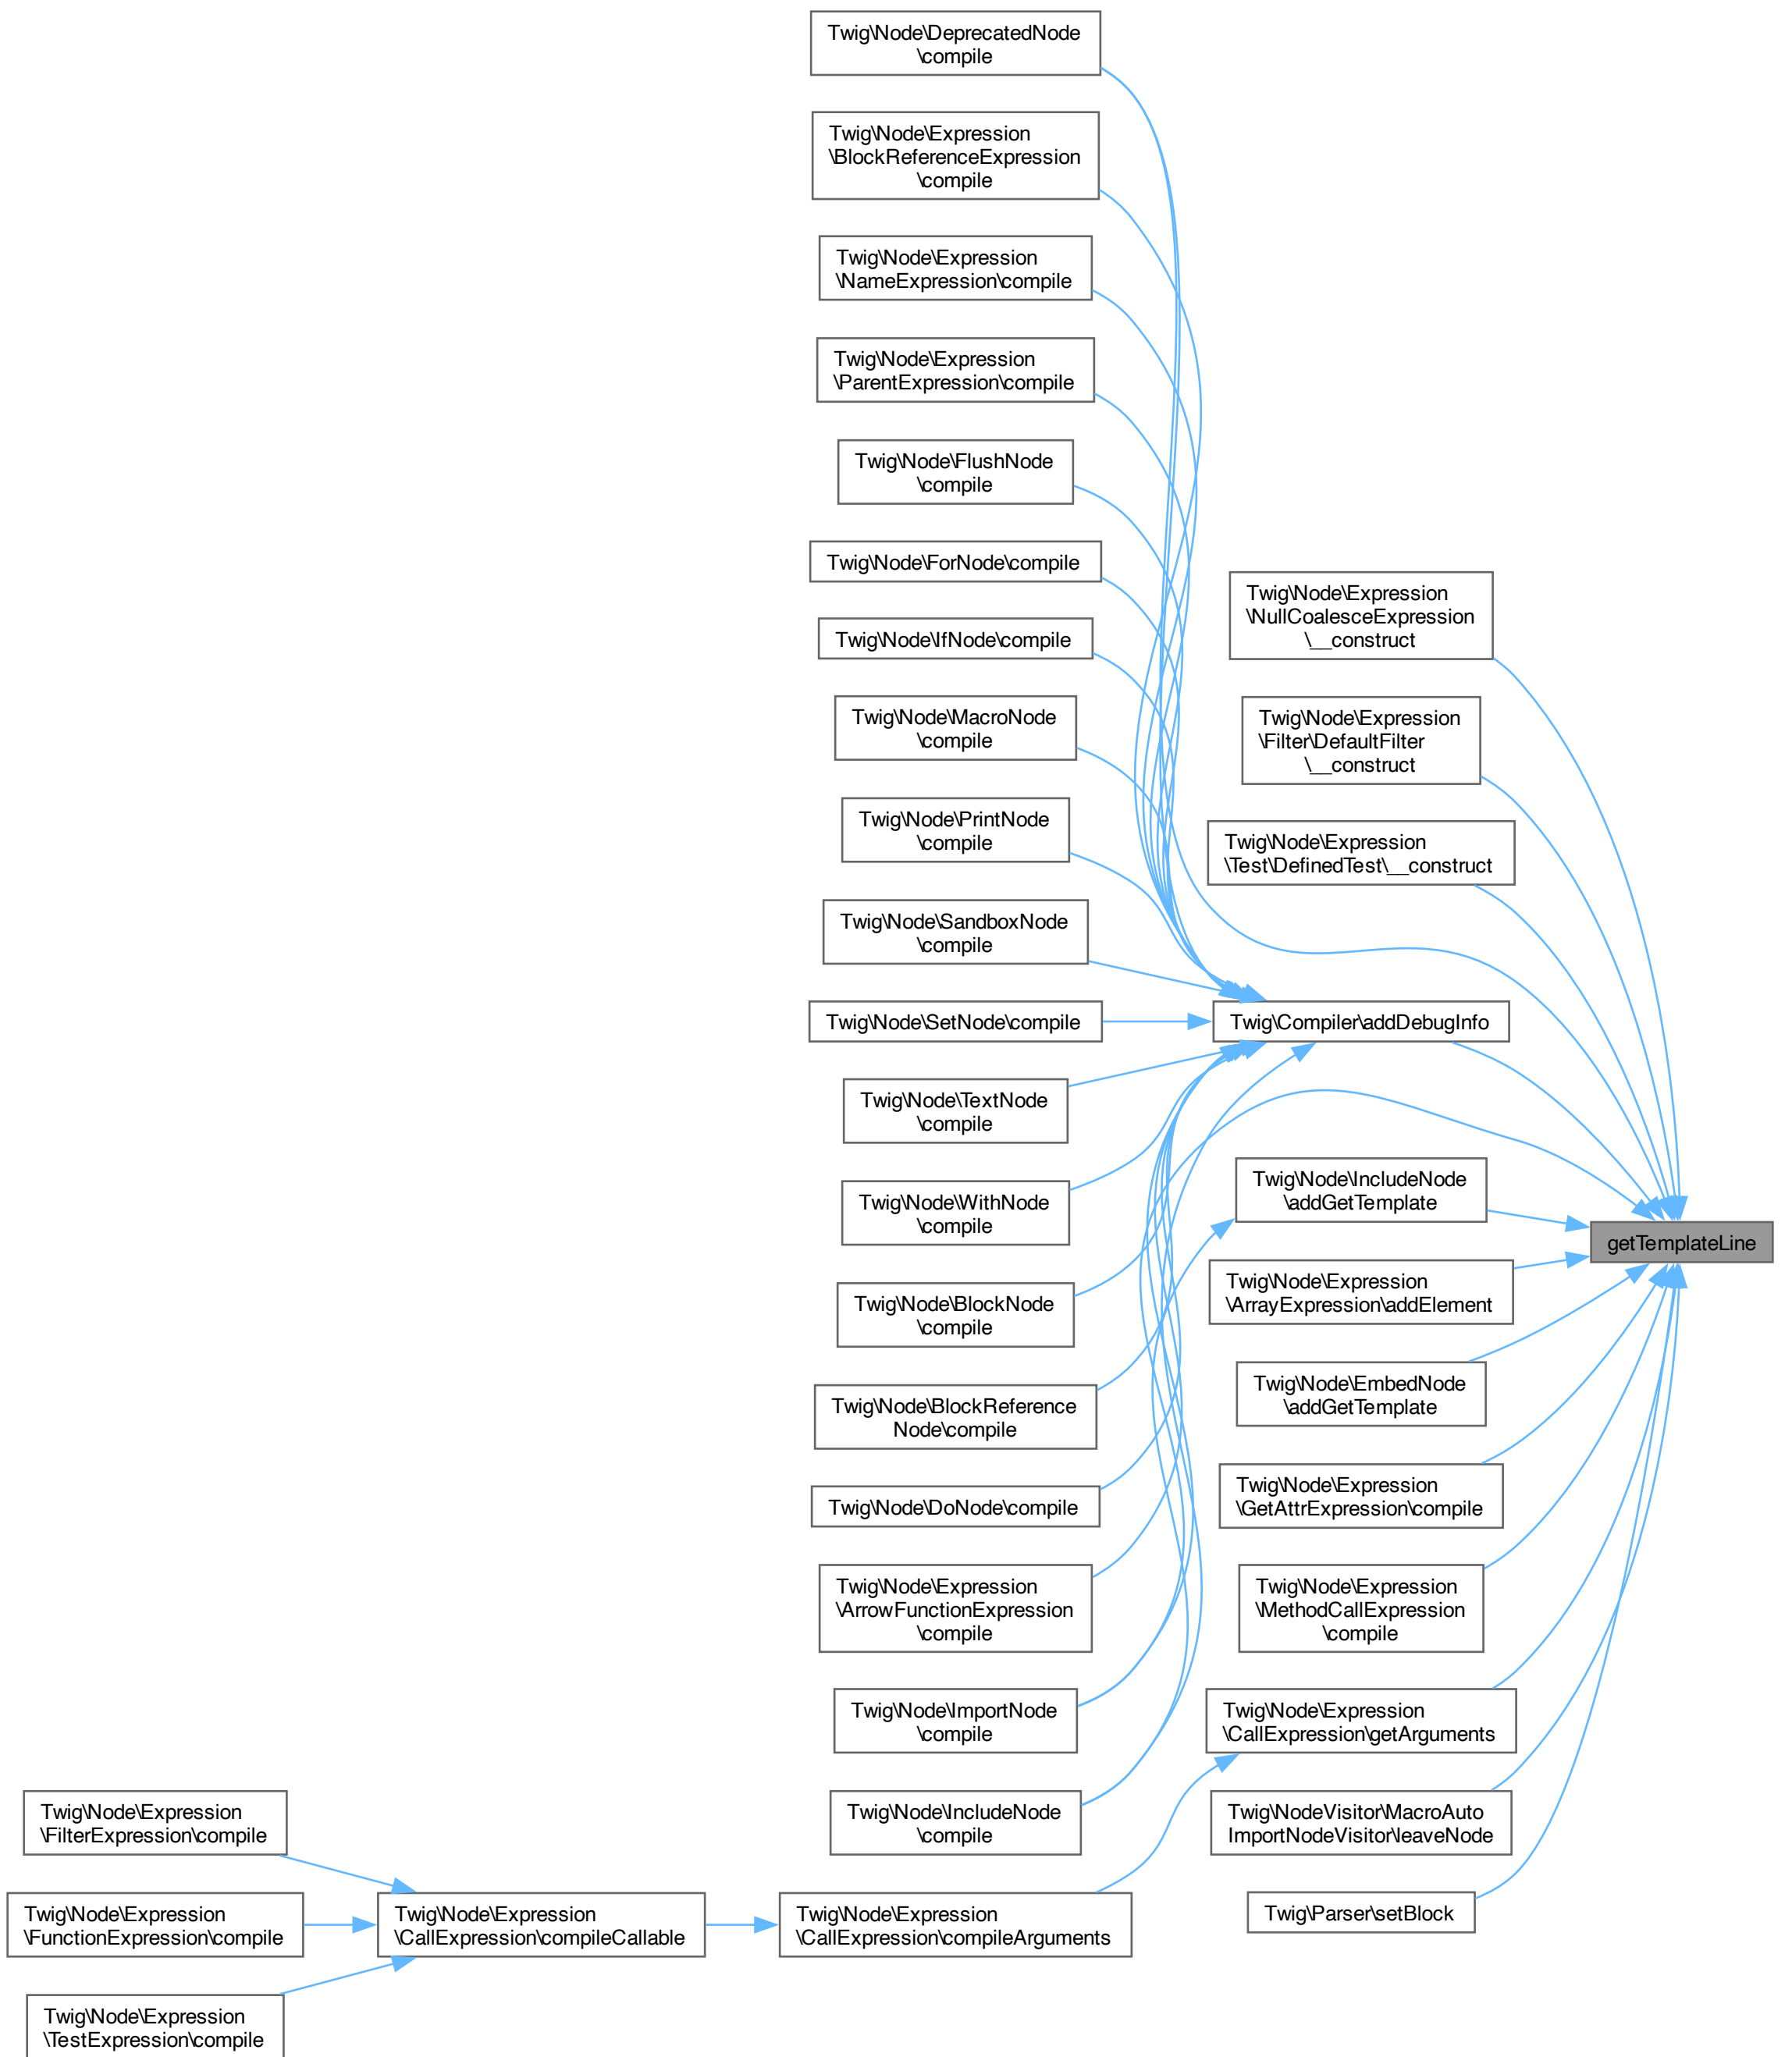 Twig\Node\DeprecatedNode
\compile
Twig\Node\Expression
\BlockReferenceExpression
\compile
Twig\Node\Expression
\NameExpression\compile
Twig\Node\Expression
\ParentExpression\compile
Twig\Node\FlushNode
\compile
Twig\Node\ForNode\compile
Twig\Node\IfNode\compile
Twig\Node\MacroNode
\compile
Twig\Node\PrintNode
\compile
Twig\Node\SandboxNode
\compile
Twig\Node\SetNode\compile
Twig\Node\TextNode
\compile
Twig\Node\WithNode
\compile
Twig\Node\BlockNode
\compile
Twig\Node\BlockReference
Node\compile
Twig\Node\DoNode\compile
Twig\Node\Expression
\ArrowFunctionExpression
\compile
Twig\Node\ImportNode
\compile
Twig\Node\IncludeNode
\compile
Twig\Node\Expression
\NullCoalesceExpression
\__construct
Twig\Node\Expression
\Filter\DefaultFilter
\__construct
Twig\Node\Expression
\Test\DefinedTest\__construct
Twig\Compiler\addDebugInfo
Twig\Node\IncludeNode
\addGetTemplate
getTemplateLine
Twig\Node\Expression
\ArrayExpression\addElement
Twig\Node\EmbedNode
\addGetTemplate
Twig\Node\Expression
\GetAttrExpression\compile
Twig\Node\Expression
\MethodCallExpression
\compile
Twig\Node\Expression
\CallExpression\getArguments
Twig\NodeVisitor\MacroAuto
ImportNodeVisitor\leaveNode
Twig\Parser\setBlock
Twig\Node\Expression
\FilterExpression\compile
Twig\Node\Expression
\FunctionExpression\compile
Twig\Node\Expression
\CallExpression\compileCallable
Twig\Node\Expression
\CallExpression\compileArguments
Twig\Node\Expression
\TestExpression\compile